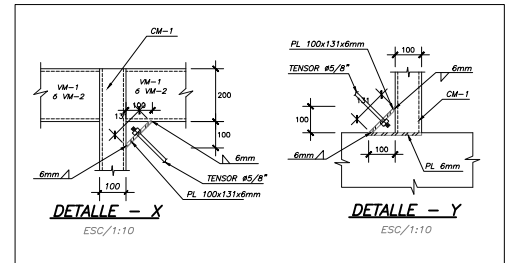 CM-1
VM-1
6 VM-2
VM-1
6 VM-2
100
131
200
100
6mm
6mm
TENSOR ø5/8"
PL 100x131x6mm
100
DETALLE - X
ESC/1:10
PL 100x131x6mm
100
TENSOR ø5/8"
6mm
131
CM-1
100
6mm
100
PL 6mm
DETALLE - Y
ESC/1:10